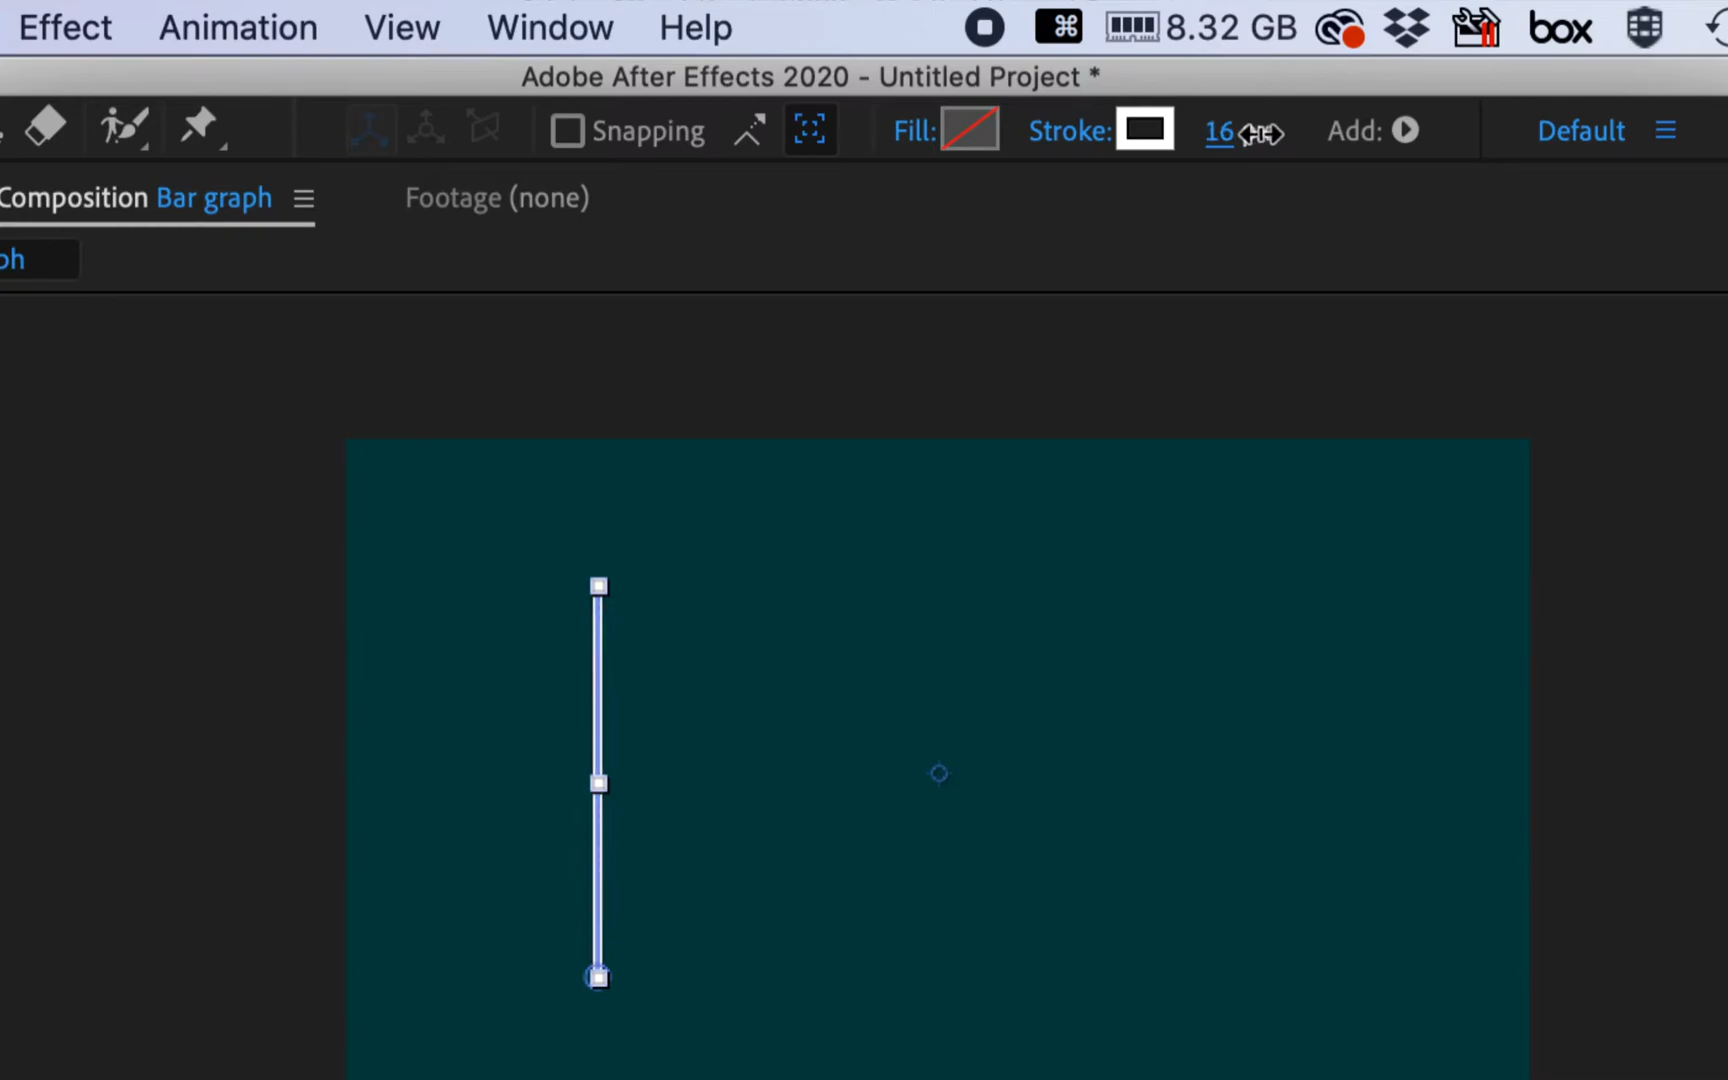 Effect Animation View Window Help 8.32 GB box
Adobe After Effects 2020 - Untitled Project *
Snapping Fill: Stroke: 16 Add: Default
Composition Bar graph Footage (none)
ph